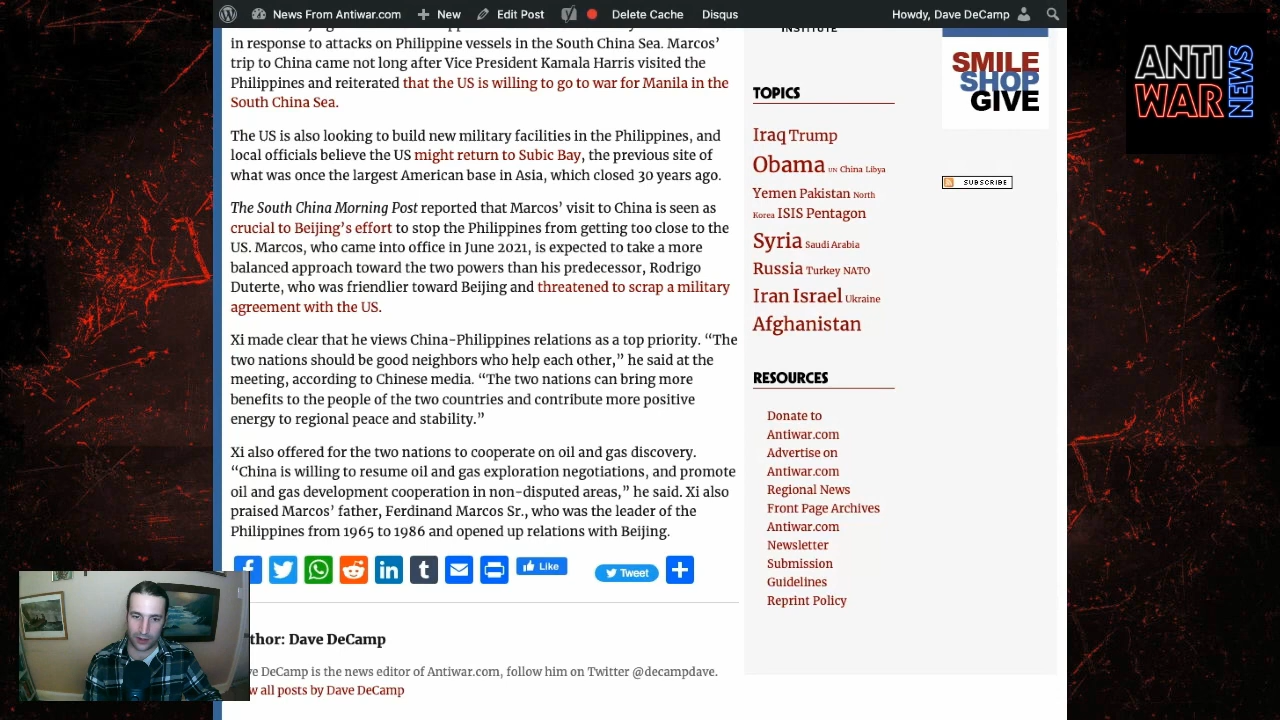 News From Antiwar.com New Edit Post Delete Cache Disqus Howdy, Dave DeCamp
in response to attacks on Philippine vessels in the South China Sea. Marcos'
trip to China came not long after Vice President Kamala Harris visited the
Philippines and reiterated that the US is willing to go to war for Manila in the
South China Sea.
The US is also looking to build new military facilities in the Philippines, and
local officials believe the US might return to Subic Bay, the previous site of
what was once the largest American base in Asia, which closed 30 years ago.
The South China Morning Post reported that Marcos' visit to China is seen as
crucial to Beijing's effort to stop the Philippines from getting too close to the
US. Marcos, who came into office in June 2021, is expected to take a more
balanced approach toward the two powers than his predecessor, Rodrigo
Duterte, who was friendlier toward Beijing and threatened to scrap a military
agreement with the US.
Xi made clear that he views China-Philippines relations as a top priority. “The
two nations should be good neighbors who help each other,” he said at the
meeting, according to Chinese media. “The two nations can bring more
benefits to the people of the two countries and contribute more positive
energy to regional peace and stability.”
Xi also offered for the two nations to cooperate on oil and gas discovery.
“China is willing to resume oil and gas exploration negotiations, and promote
oil and gas development cooperation in non-disputed areas,” he said. Xi also
praised Marcos' father, Ferdinand Marcos Sr., who was the leader of the
Philippines from 1965 to 1986 and opened up relations with Beijing.
Like
Tweet
thor: Dave DeCamp
ve DeCamp is the news editor of Antiwar.com, follow him on Twitter @decampdave.
w all posts by Dave DeCamp
INSTITUTE
TOPICS
Iraq Trump
Obama UN China Libya
Yemen Pakistan North
Korea ISIS Pentagon
Syria Saudi Arabia
Russia Turkey NATO
Iran Israel Ukraine
Afghanistan
RESOURCES
Donate to
Antiwar.com
Advertise on
Antiwar.com
Regional News
Front Page Archives
Antiwar.com
Newsletter
Submission
Guidelines
Reprint Policy
SMILE
SHOP
GIVE
SUBSCRIBE
ANTI
WAR
NEWS